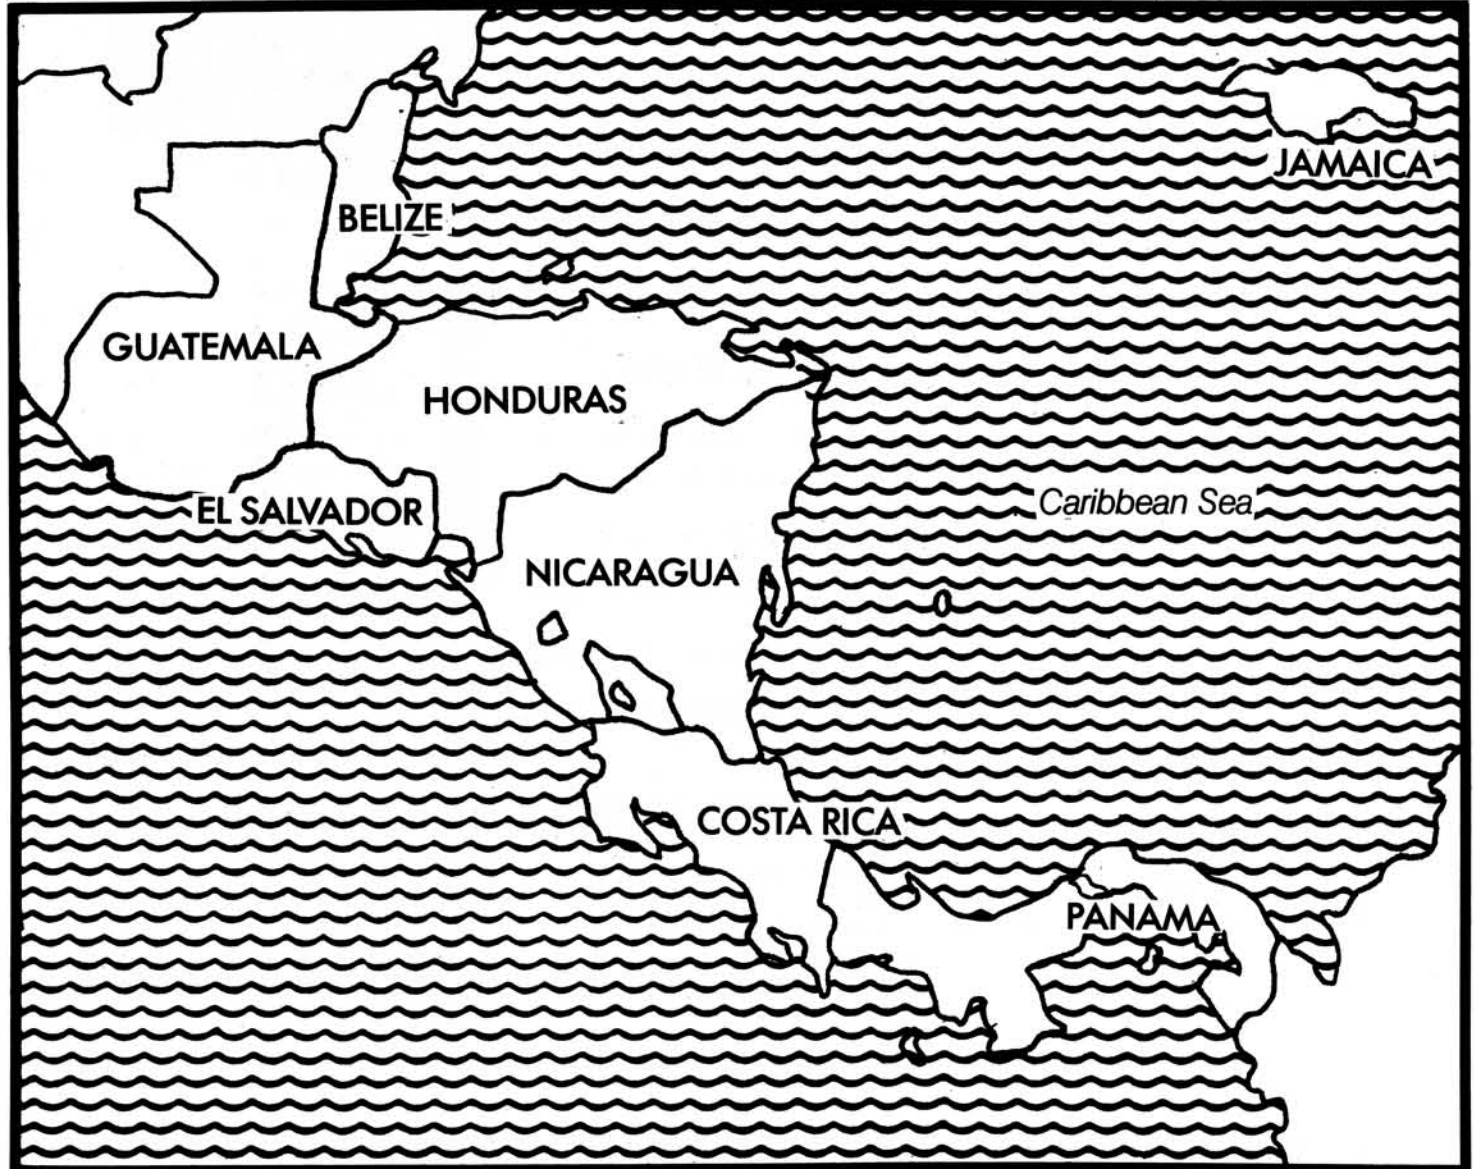 JAMAICA
BELIZE
GUATEMALA
HONDURAS
EL SALVADOR
Caribbean Sea
NICARAGUA
COSTA RICA
PANAMA